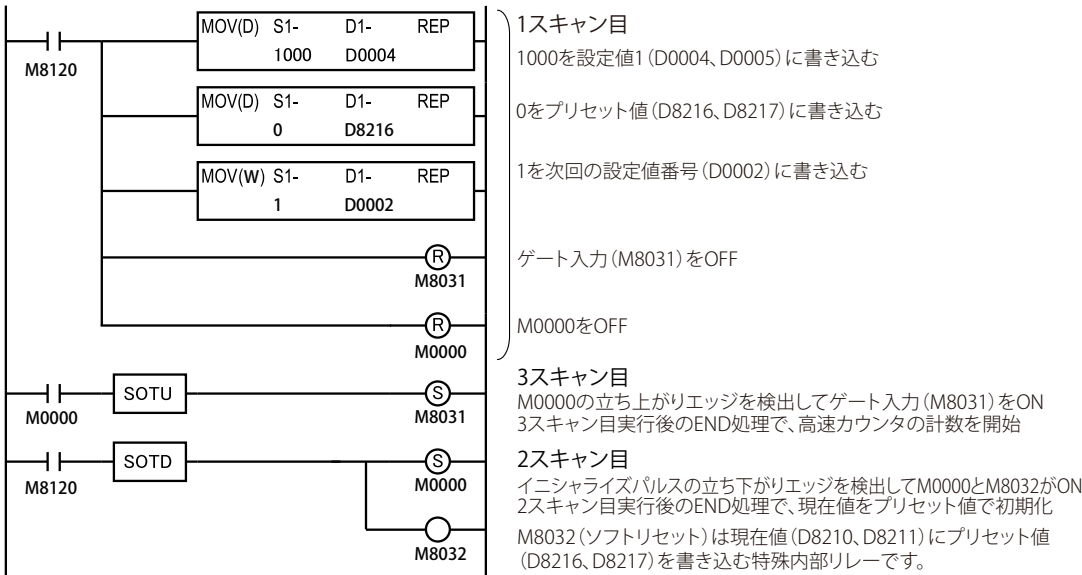 MOV(D) S1- D1- REP
1000 D0004
M8120
MOV(D) S1- D1- REP
0 D8216
MOV(W) S1- D1- REP
1 D0002
R
M8031
R
M0000
1スキャン目
1000を設定値1（D0004、D0005）に書き込む
0をプリセット値（D8216、D8217）に書き込む
1を次回の設定値番号（D0002）に書き込む
ゲート入力（M8031）をOFF
M0000をOFF
M0000
SOTU
S
M8031
3スキャン目
M0000の立ち上がりエッジを検出してゲート入力（M8031）をON
3スキャン目実行後のEND処理で、高速カウンタの計数を開始
M8120
SOTD
S
M0000
M8032
2スキャン目
イニシャライズパルスの立ち下がりエッジを検出してM0000とM8032がON
2スキャン目実行後のEND処理で、現在値をプリセット値で初期化
M8032（ソフトリセット）は現在値（D8210、D8211）にプリセット値
（D8216、D8217）を書き込む特殊内部リレーです。